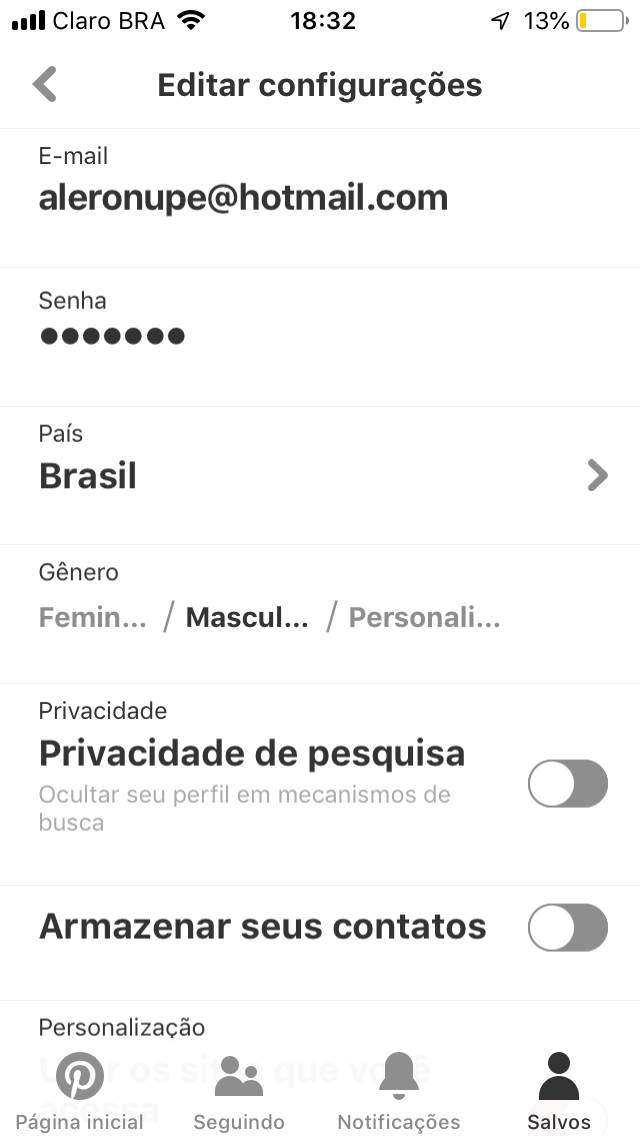 Claro BRA 18:32 13%
Editar configurações
E-mail
aleronupe@hotmail.com
Senha
●●●●●●●
País
Brasil
Gênero
Femin... / Mascul... / Personali...
Privacidade
Privacidade de pesquisa
Ocultar seu perfil em mecanismos de
busca
Armazenar seus contatos
Personalização
Usar os sites que você
acessa
Página inicial Seguindo Notificações Salvos